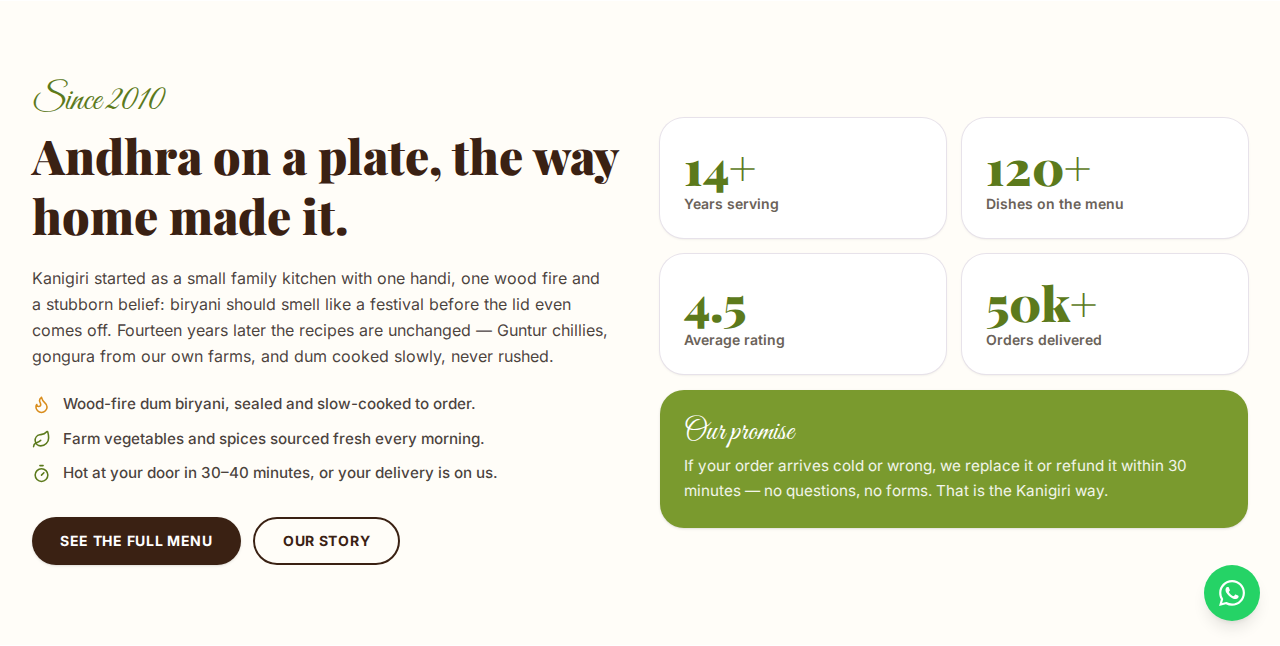 Since 2010
Andhra on a plate, the way
home made it.
Kanigiri started as a small family kitchen with one handi, one wood fire and
a stubborn belief: biryani should smell like a festival before the lid even
comes off. Fourteen years later the recipes are unchanged — Guntur chillies,
gongura from our own farms, and dum cooked slowly, never rushed.
Wood-fire dum biryani, sealed and slow-cooked to order.
Farm vegetables and spices sourced fresh every morning.
Hot at your door in 30–40 minutes, or your delivery is on us.
SEE THE FULL MENU
OUR STORY
14+
Years serving
120+
Dishes on the menu
4.5
Average rating
50k+
Orders delivered
Our promise
If your order arrives cold or wrong, we replace it or refund it within 30
minutes — no questions, no forms. That is the Kanigiri way.